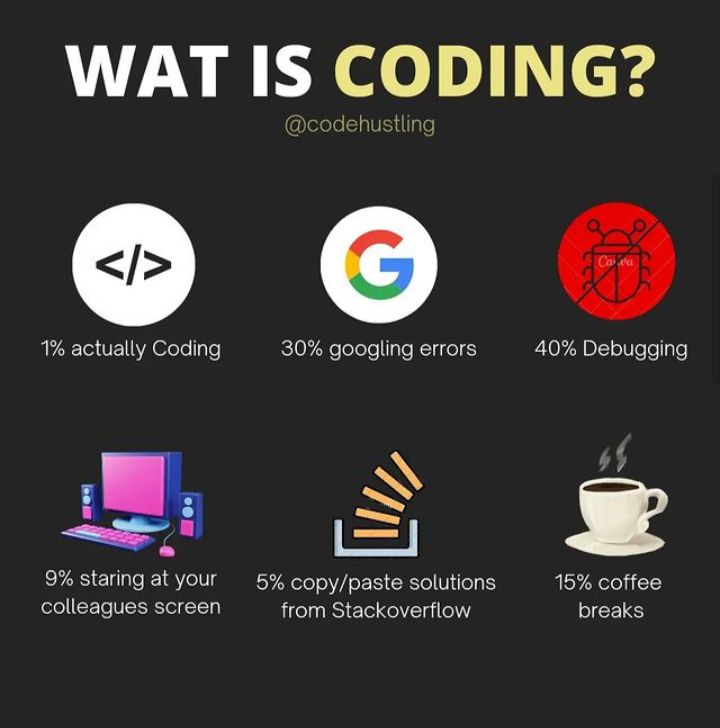 WAT IS CODING?
@codehustling
</>
G
Canva
1% actually Coding
30% googling errors
40% Debugging
9% staring at your
colleagues screen
5% copy/paste solutions
from Stackoverflow
15% coffee
breaks